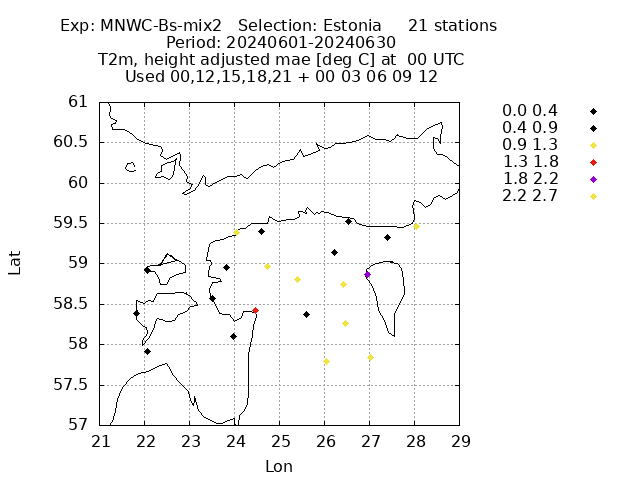 Exp: MNWC-Bs-mix2 Selection: Estonia 21 stations
Period: 20240601-20240630
T2m, height adjusted mae [deg C] at 00 UTC
Used 00,12,15,18,21 + 00 03 06 09 12
0.0 0.4
0.4 0.9
0.9 1.3
1.3 1.8
1.8 2.2
2.2 2.7
Lat
61
60.5
60
59.5
59
58.5
58
57.5
57
21 22 23 24 25 26 27 28 29
Lon